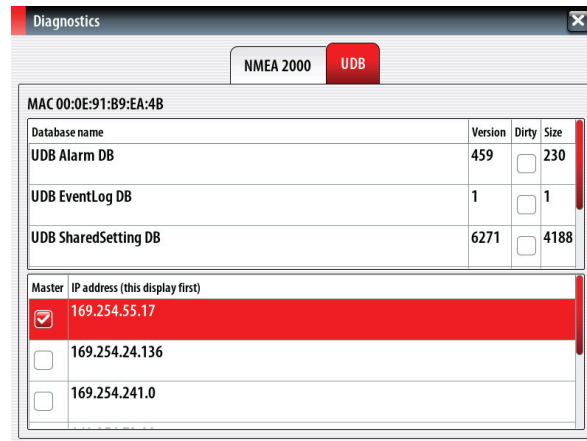 Diagnostics
NMEA 2000 UDB
MAC 00:0E:91:B9:EA:4B
Database name Version Dirty Size
UDB Alarm DB 459 230
UDB EventLog DB 1 1
UDB SharedSetting DB 6271 4188
Master IP address (this display first)
169.254.55.17
169.254.24.136
169.254.241.0